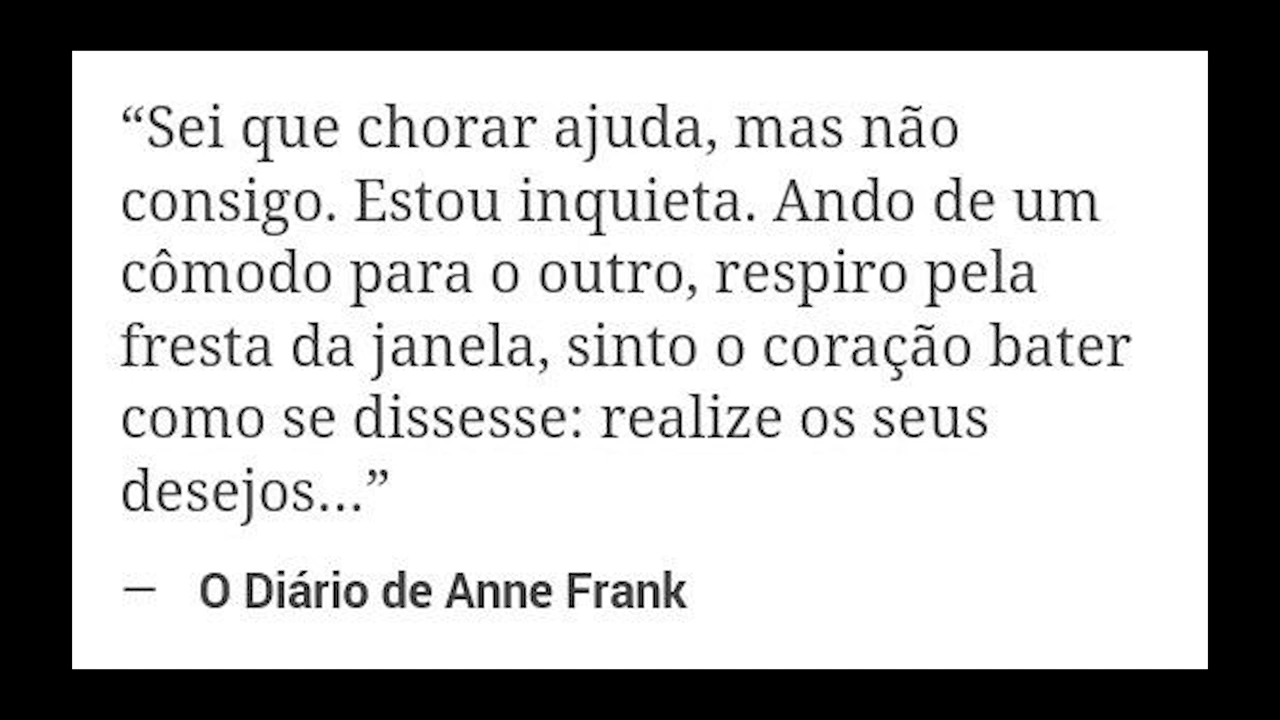 “Sei que chorar ajuda, mas não
consigo. Estou inquieta. Ando de um
cômodo para o outro, respiro pela
fresta da janela, sinto o coração bater
como se dissesse: realize os seus
desejos...”
— O Diário de Anne Frank